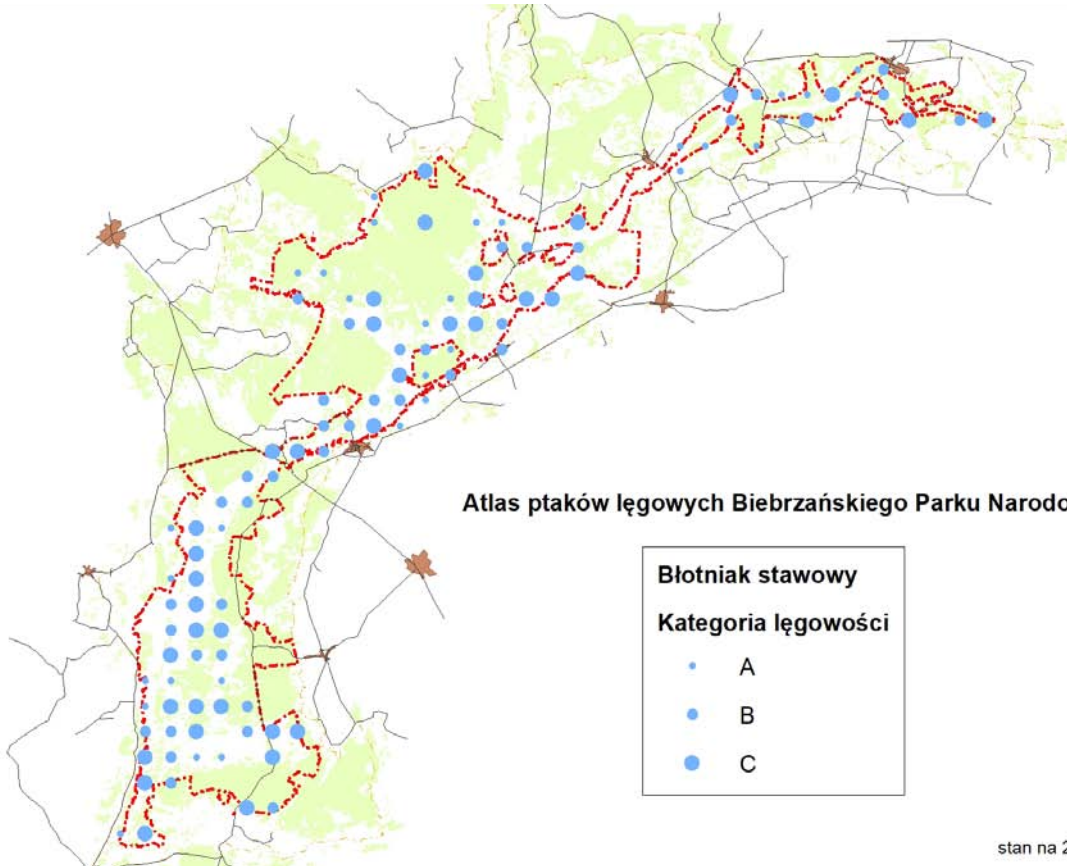 Atlas ptaków lęgowych Biebrzańskiego Parku Narodo
Błotniak stawowy
Kategoria lęgowości
A
B
C
stan na 2